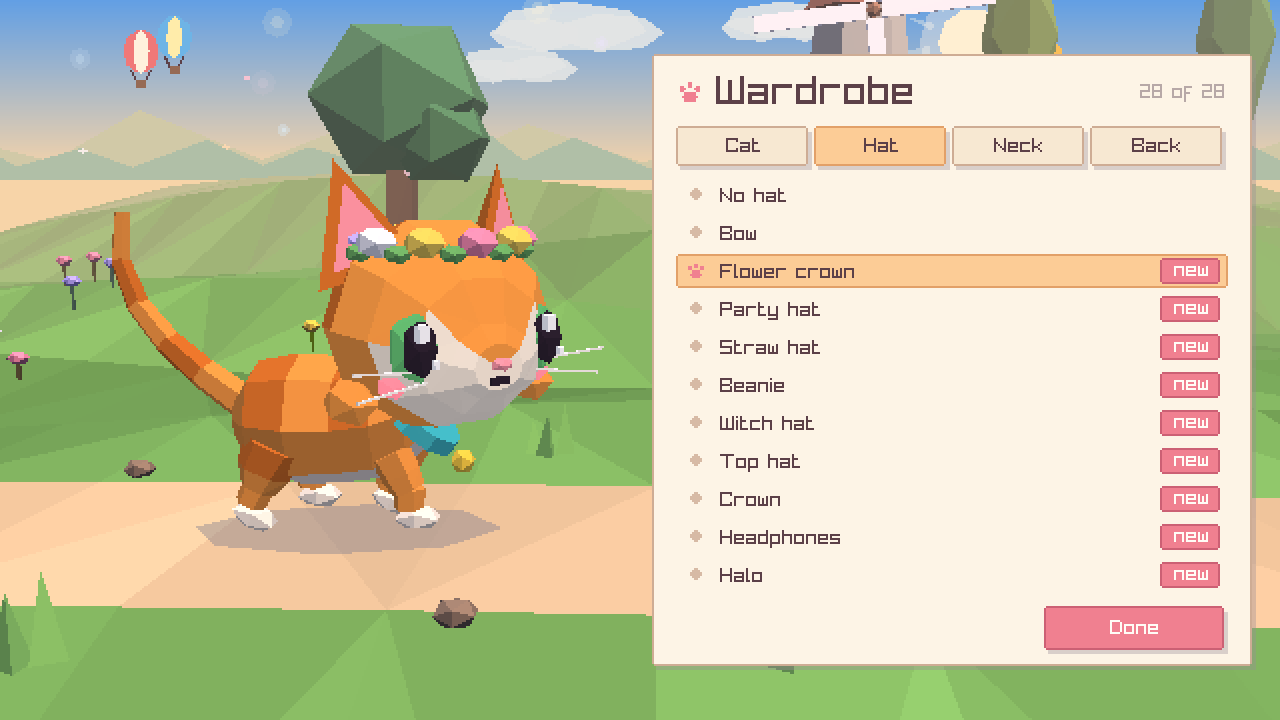 Wardrobe
28 of 28
Cat
Hat
Neck
Back
No hat
Bow
Flower crown new
Party hat new
Straw hat new
Beanie new
Witch hat new
Top hat new
Crown new
Headphones new
Halo new
Done